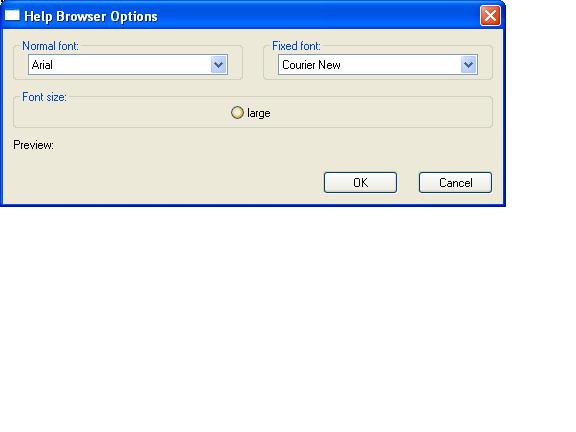 Help Browser Options
Normal font: Fixed font:
Arial Courier New
Font size:
large
Preview:
OK Cancel